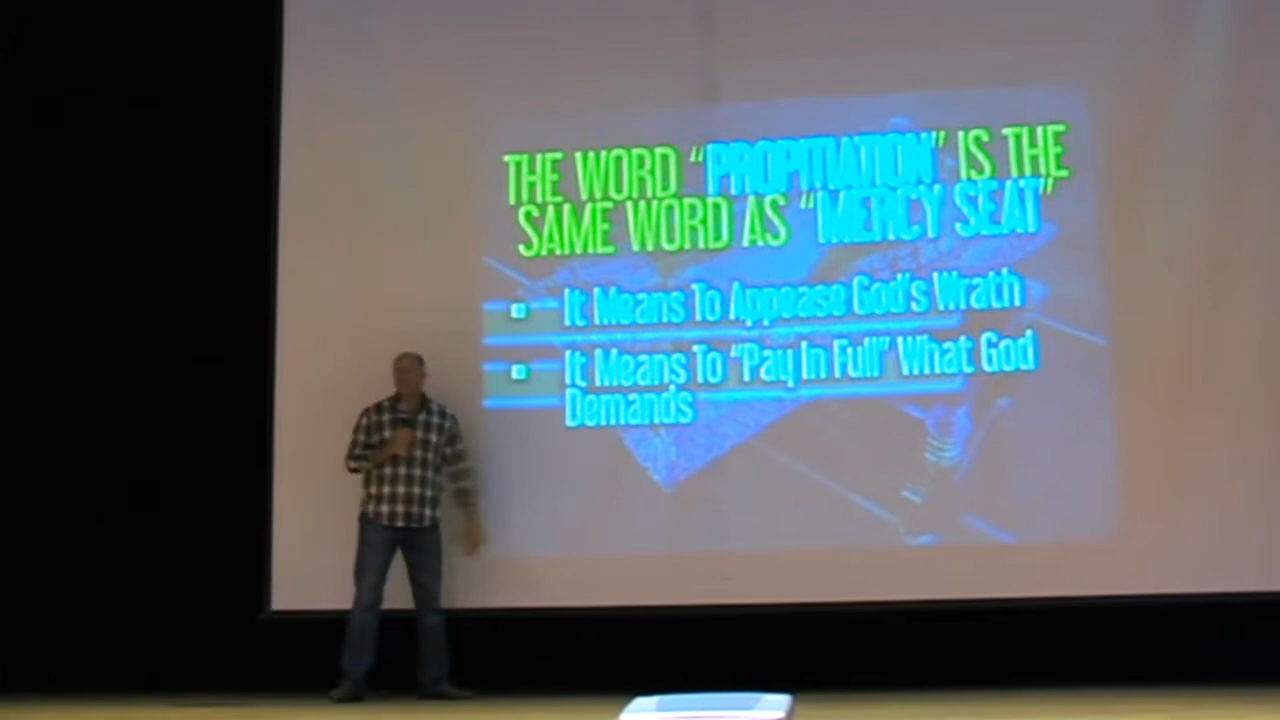 THE WORD “PROPITIATION” IS THE
SAME WORD AS “MERCY SEAT”
It Means To Appease God's Wrath
It Means To “Pay In Full” What God
Demands